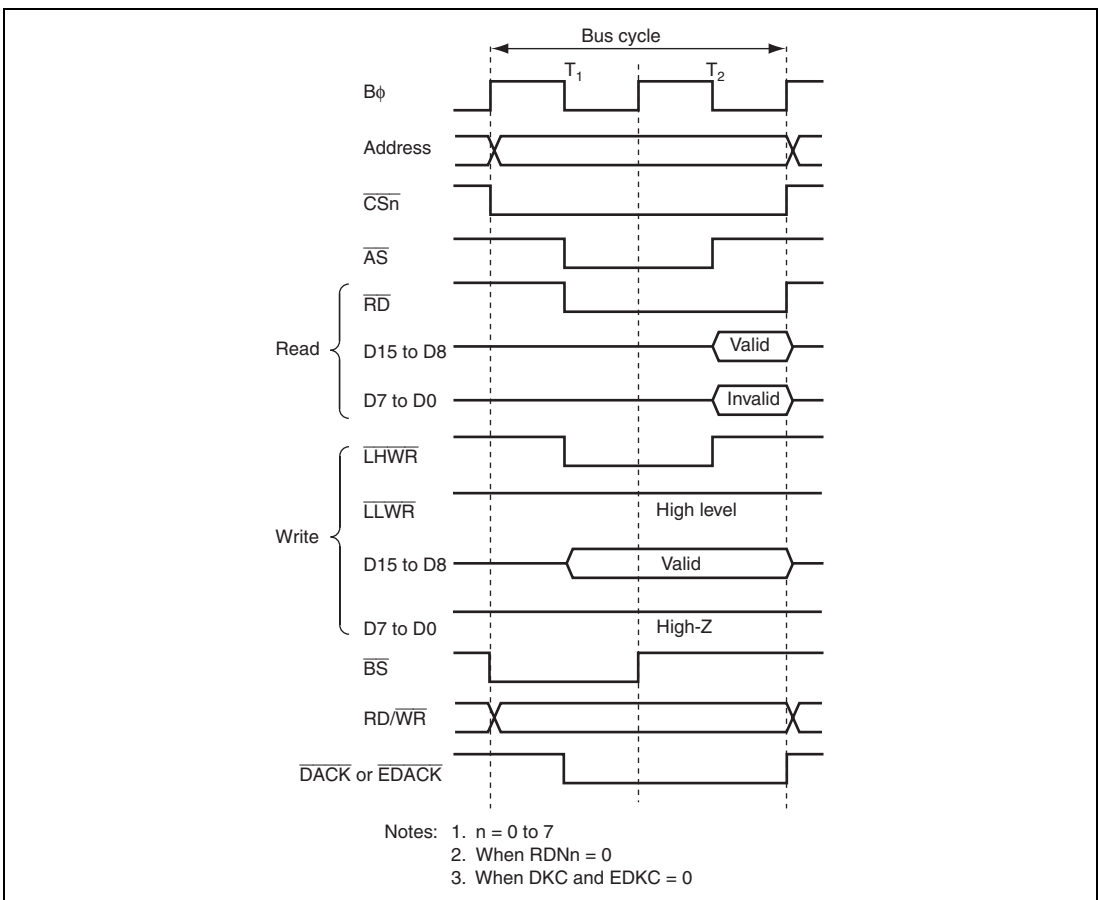 Bus cycle
T1 T2
Bφ
Address
CSn
AS
RD
Read
D15 to D8 Valid
D7 to D0 Invalid
LHWR
LLWR High level
Write
D15 to D8 Valid
D7 to D0 High-Z
BS
RD/WR
DACK or EDACK
Notes: 1. n = 0 to 7
2. When RDNn = 0
3. When DKC and EDKC = 0